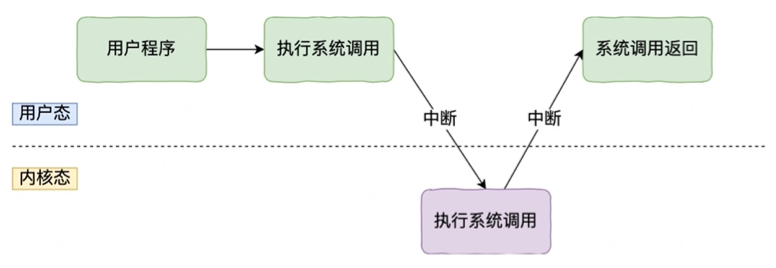 用户程序
执行系统调用
系统调用返回
用户态
中断
中断
内核态
执行系统调用